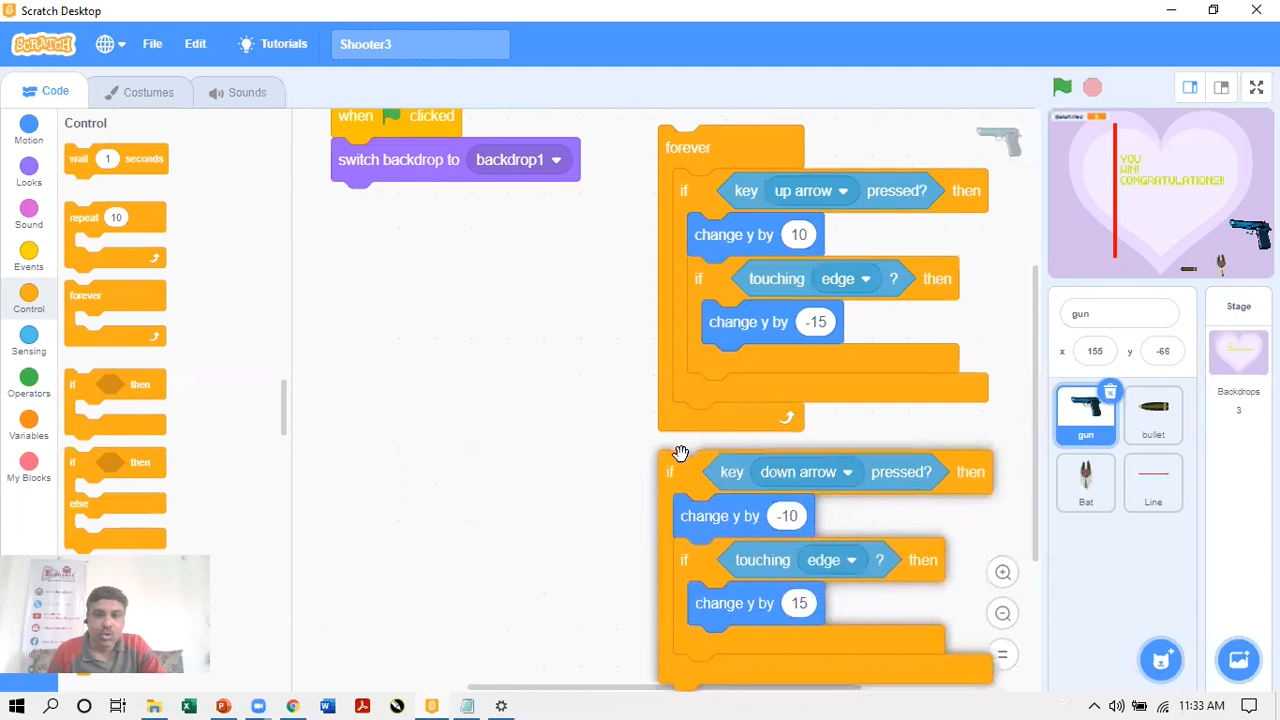 Scratch Desktop
SCRATCH
File
Edit
Tutorials
Shooter3
Code
Costumes
Sounds
Motion
Looks
Sound
Events
Control
Sensing
Operators
Variables
My Blocks
Control
wait 1 seconds
repeat 10
forever
if then
if then
else
when clicked
switch backdrop to backdrop1
forever
if key up arrow pressed? then
change y by 10
if touching edge ? then
change y by -15
if key down arrow pressed? then
change y by -10
if touching edge ? then
change y by 15
YOU
WIN!
CONGRATULATIONS!!
gun
x 155 y -66
gun
bullet
Bat
Line
Stage
Backdrops
3
11:33 AM